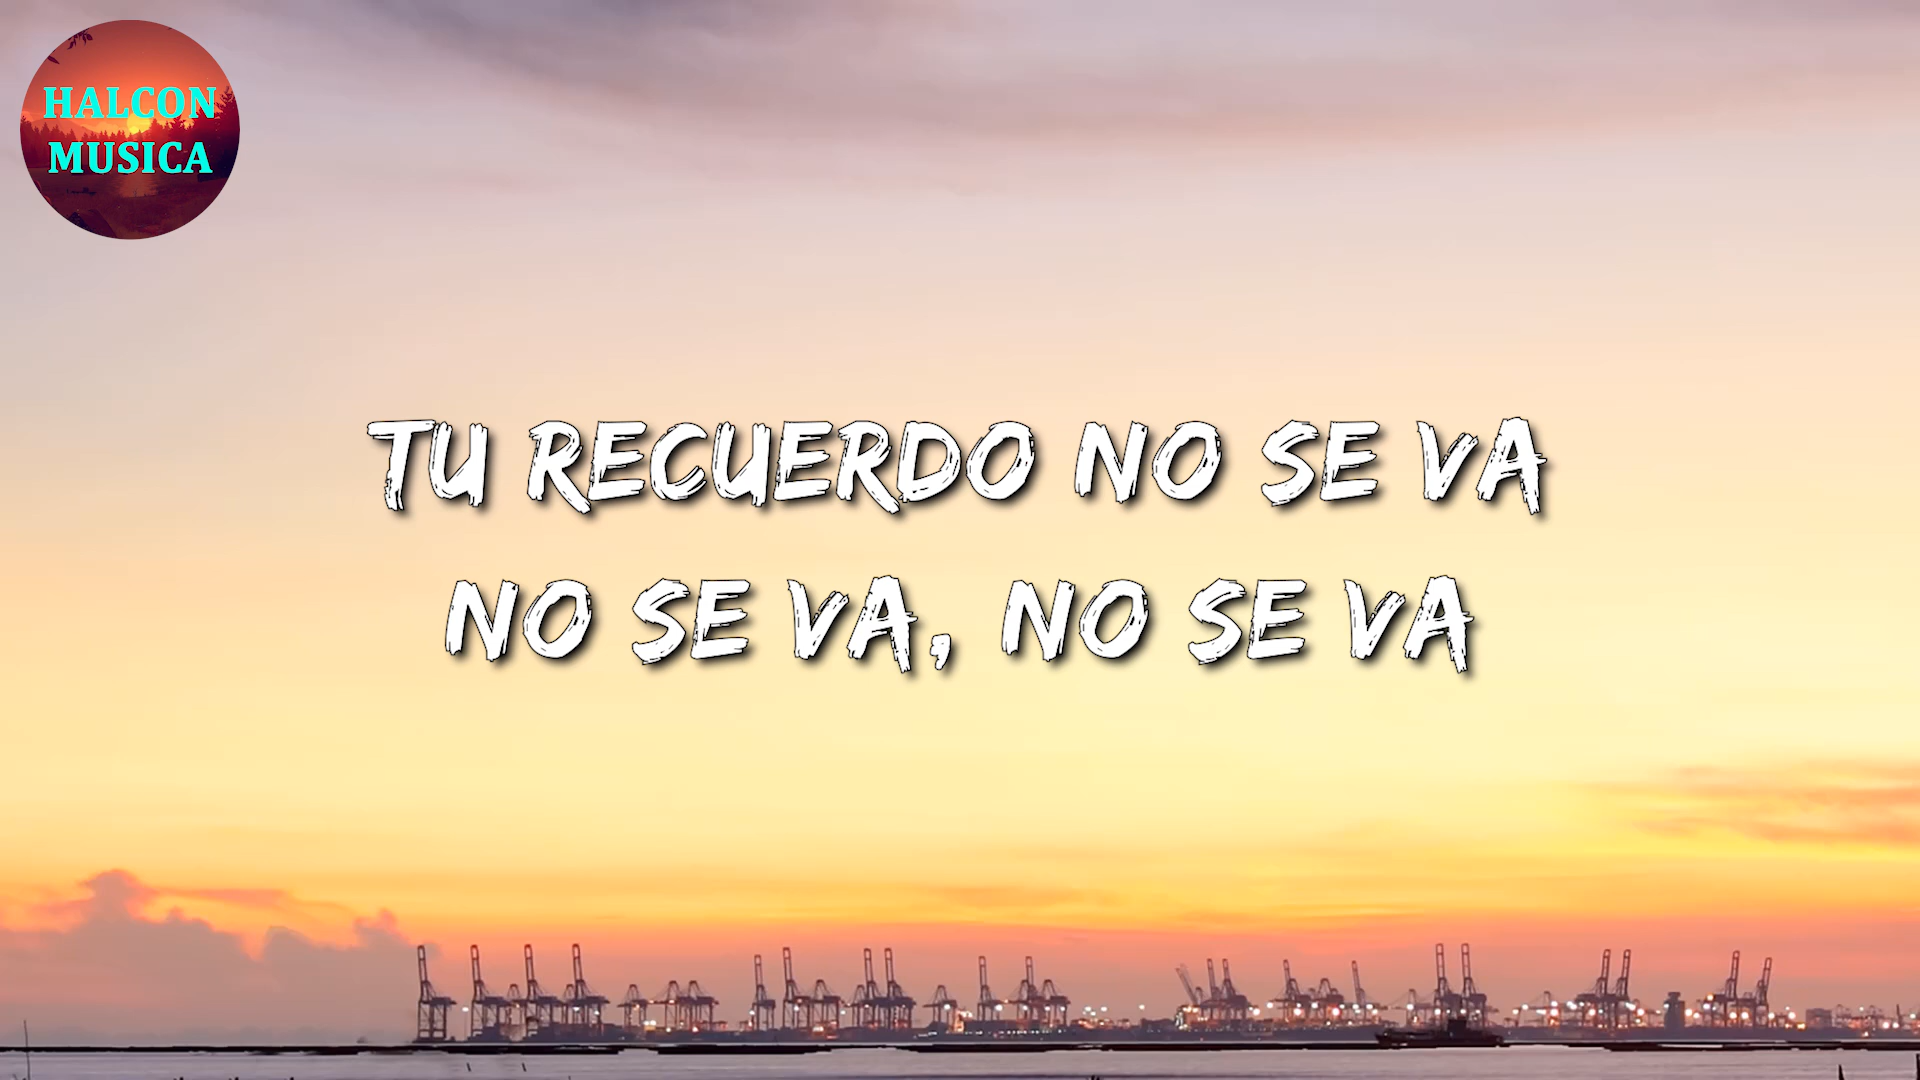 HALCON
MUSICA
TU RECUERDO NO SE VA
NO SE VA, NO SE VA